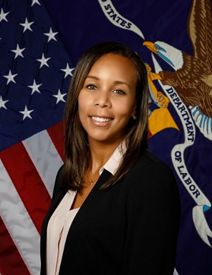 STATES
DEPARTMENT
OF
LABOR